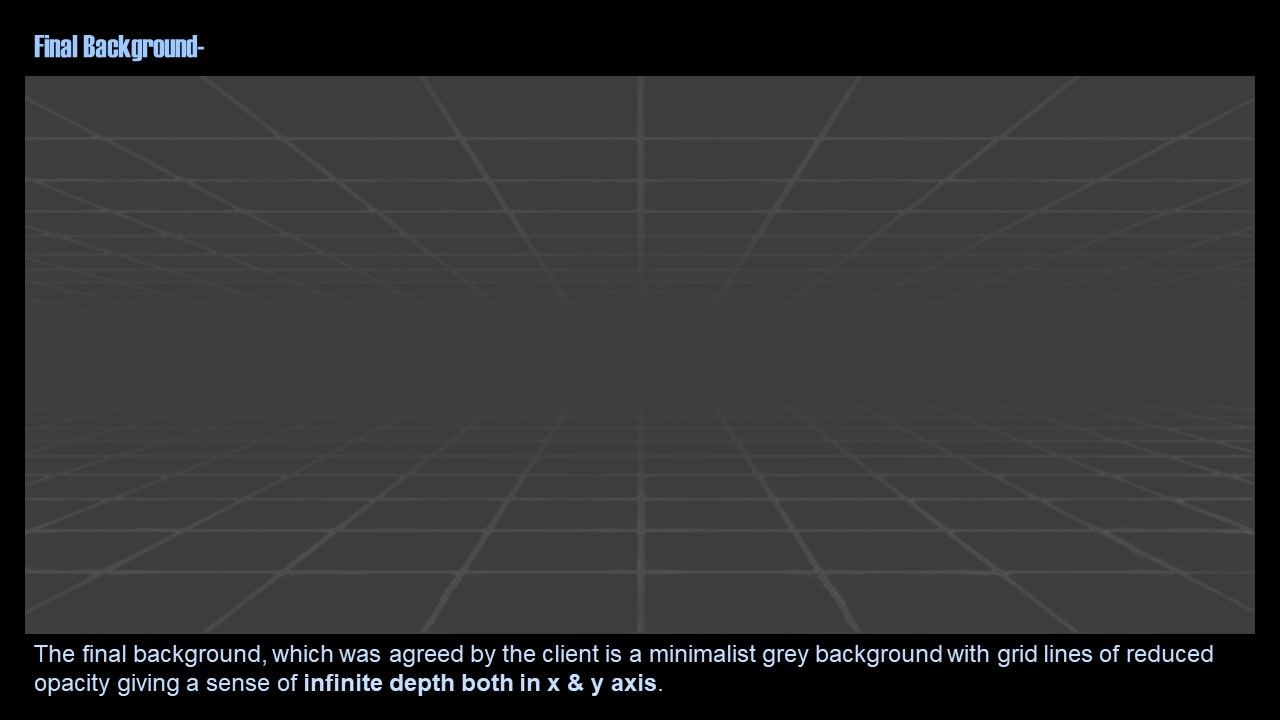 Final Background-
The final background, which was agreed by the client is a minimalist grey background with grid lines of reduced
opacity giving a sense of infinite depth both in x & y axis.